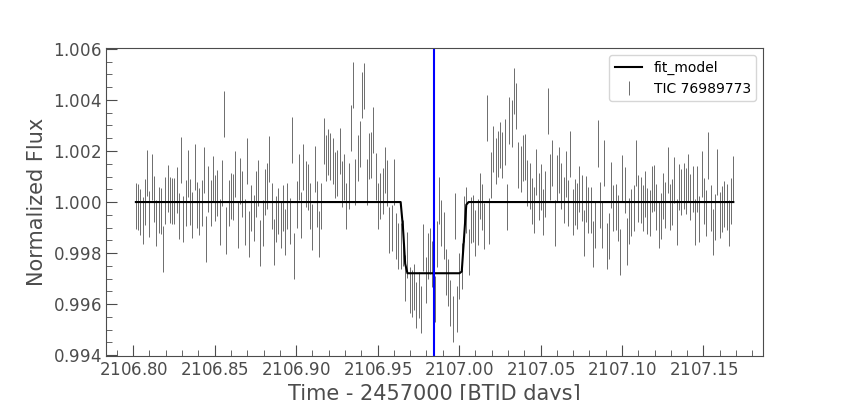 1.006
1.004
1.002
1.000
0.998
0.996
0.994
Normalized Flux
fit_model
TIC 76989773
2106.80 2106.85 2106.90 2106.95 2107.00 2107.05 2107.10 2107.15
Time - 2457000 [BTJD days]